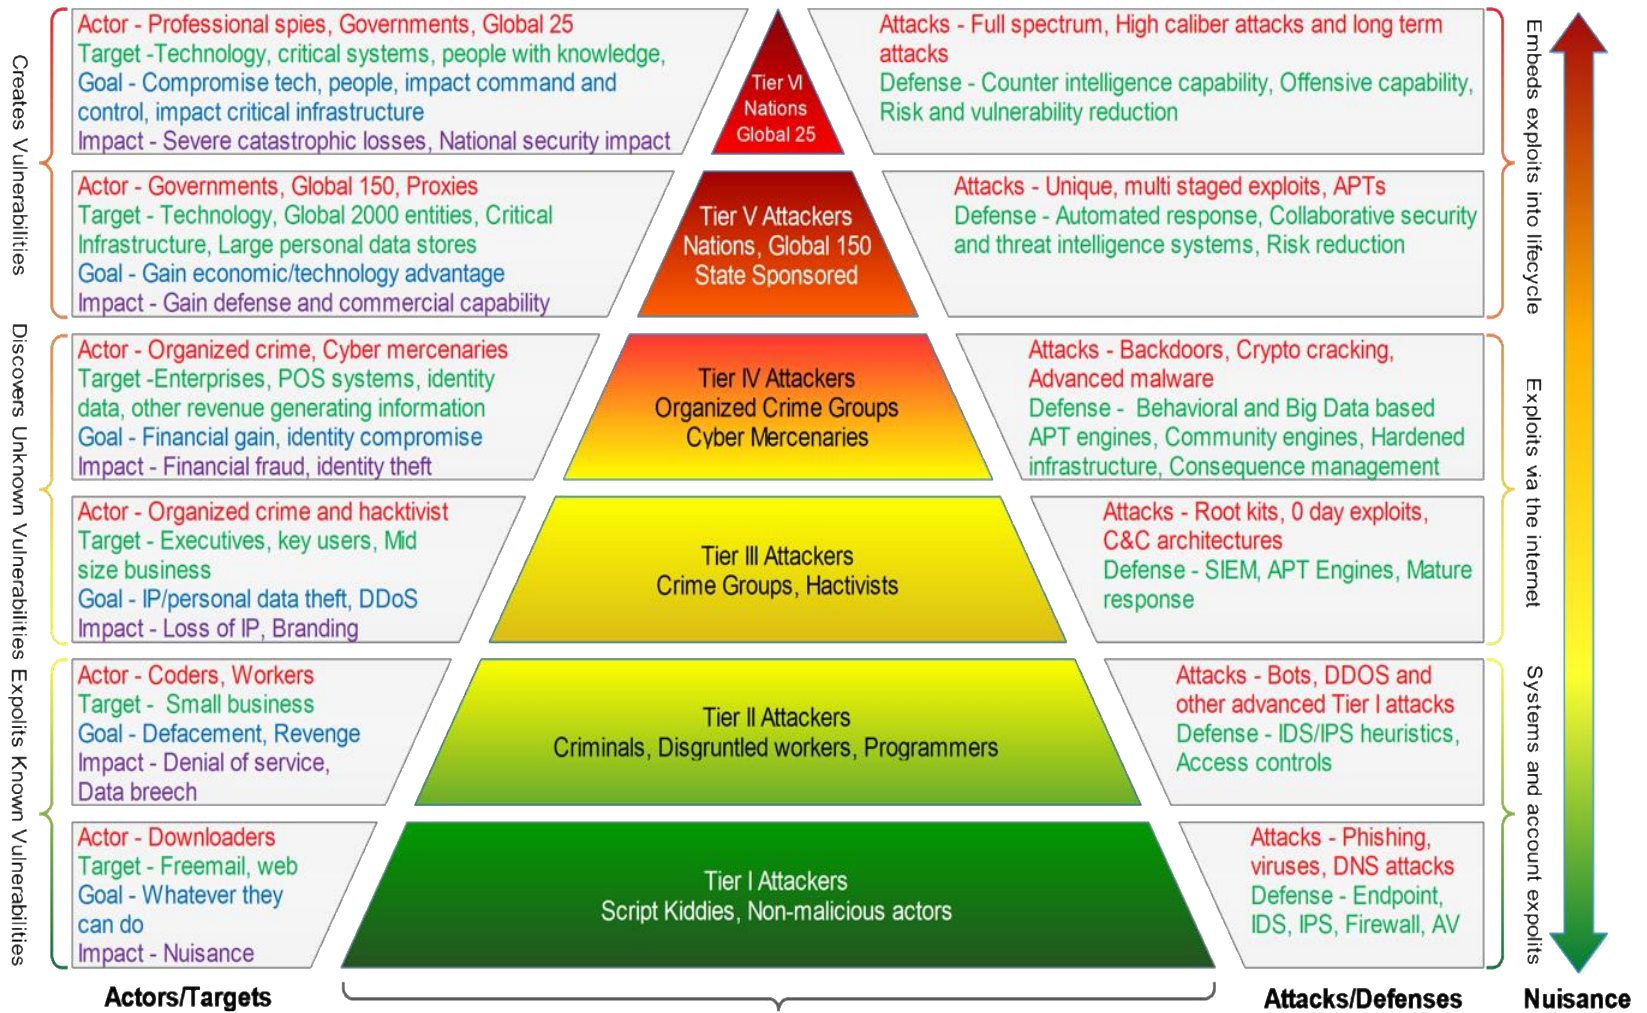 Creates Vulnerabilities
Actor - Professional spies, Governments, Global 25
Target -Technology, critical systems, people with knowledge,
Goal - Compromise tech, people, impact command and
control, impact critical infrastructure
Impact - Severe catastrophic losses, National security impact
Tier VI
Nations
Global 25
Attacks - Full spectrum, High caliber attacks and long term
attacks
Defense - Counter intelligence capability, Offensive capability,
Risk and vulnerability reduction
Embeds exploits into lifecycle
Actor - Governments, Global 150, Proxies
Target - Technology, Global 2000 entities, Critical
Infrastructure, Large personal data stores
Goal - Gain economic/technology advantage
Impact - Gain defense and commercial capability
Tier V Attackers
Nations, Global 150
State Sponsored
Attacks - Unique, multi staged exploits, APTs
Defense - Automated response, Collaborative security
and threat intelligence systems, Risk reduction
Discovers Unknown Vulnerabilities
Actor - Organized crime, Cyber mercenaries
Target -Enterprises, POS systems, identity
data, other revenue generating information
Goal - Financial gain, identity compromise
Impact - Financial fraud, identity theft
Tier IV Attackers
Organized Crime Groups
Cyber Mercenaries
Attacks - Backdoors, Crypto cracking,
Advanced malware
Defense - Behavioral and Big Data based
APT engines, Community engines, Hardened
infrastructure, Consequence management
Exploits via the internet
Actor - Organized crime and hacktivist
Target - Executives, key users, Mid
size business
Goal - IP/personal data theft, DDoS
Impact - Loss of IP, Branding
Tier III Attackers
Crime Groups, Hactivists
Attacks - Root kits, 0 day exploits,
C&C architectures
Defense - SIEM, APT Engines, Mature
response
Expolits Known Vulnerabilities
Actor - Coders, Workers
Target - Small business
Goal - Defacement, Revenge
Impact - Denial of service,
Data breech
Tier II Attackers
Criminals, Disgruntled workers, Programmers
Attacks - Bots, DDOS and
other advanced Tier I attacks
Defense - IDS/IPS heuristics,
Access controls
Systems and account expolits
Actor - Downloaders
Target - Freemail, web
Goal - Whatever they
can do
Impact - Nuisance
Tier I Attackers
Script Kiddies, Non-malicious actors
Attacks - Phishing,
viruses, DNS attacks
Defense - Endpoint,
IDS, IPS, Firewall, AV
Actors/Targets
Attacks/Defenses
Nuisance